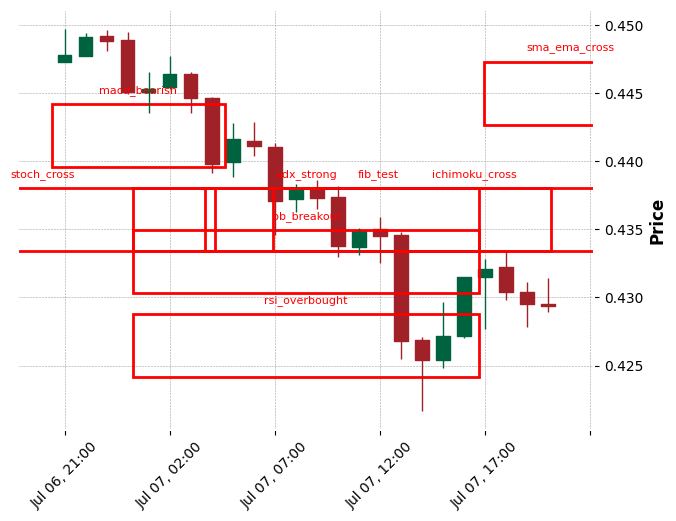 sma_ema_cross
macd_bearish
stoch_cross
adx_strong
fib_test
ichimoku_cross
bb_breakout
rsi_overbought
0.450
0.445
0.440
0.435
0.430
0.425
Price
Jul 06, 21:00
Jul 07, 02:00
Jul 07, 07:00
Jul 07, 12:00
Jul 07, 17:00